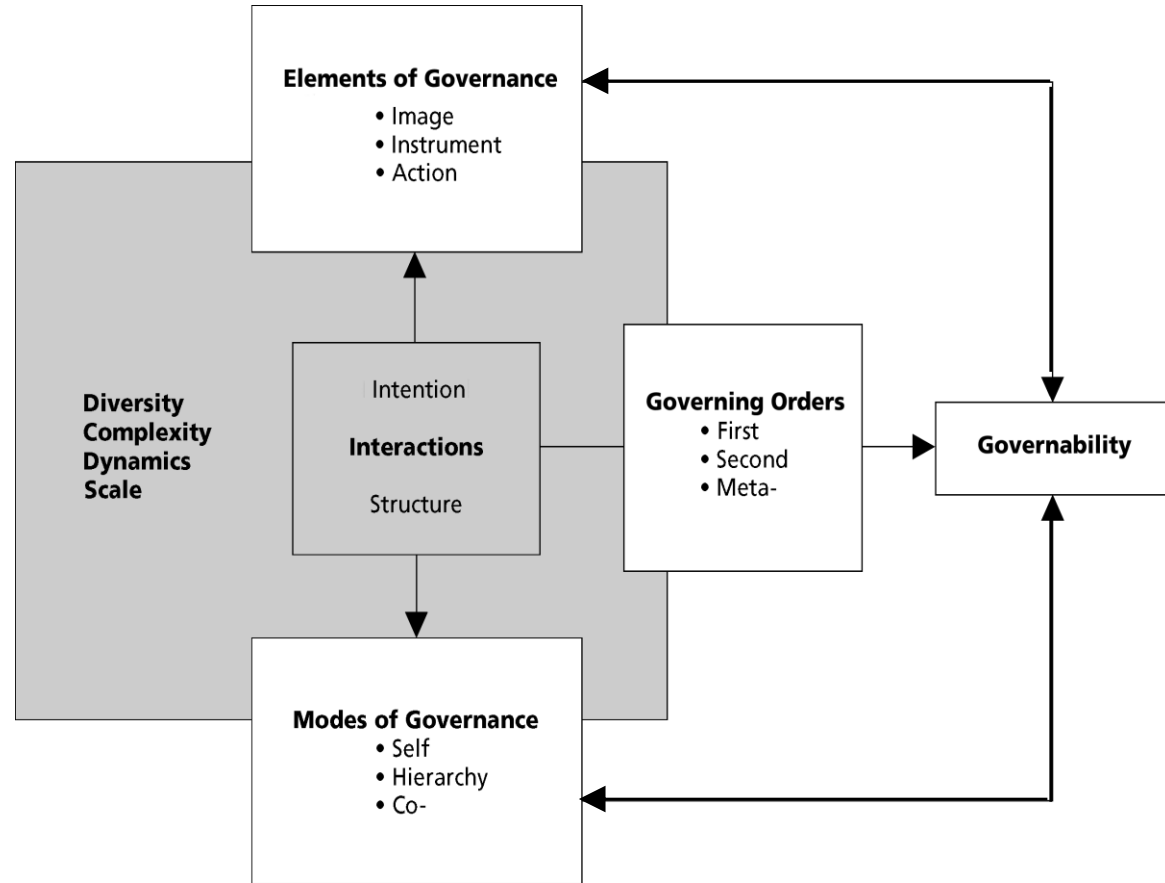 Elements of Governance
• Image
• Instrument
• Action
Diversity
Complexity
Dynamics
Scale
Intention
Interactions
Structure
Governing Orders
• First
• Second
• Meta-
Governability
Modes of Governance
• Self
• Hierarchy
• Co-